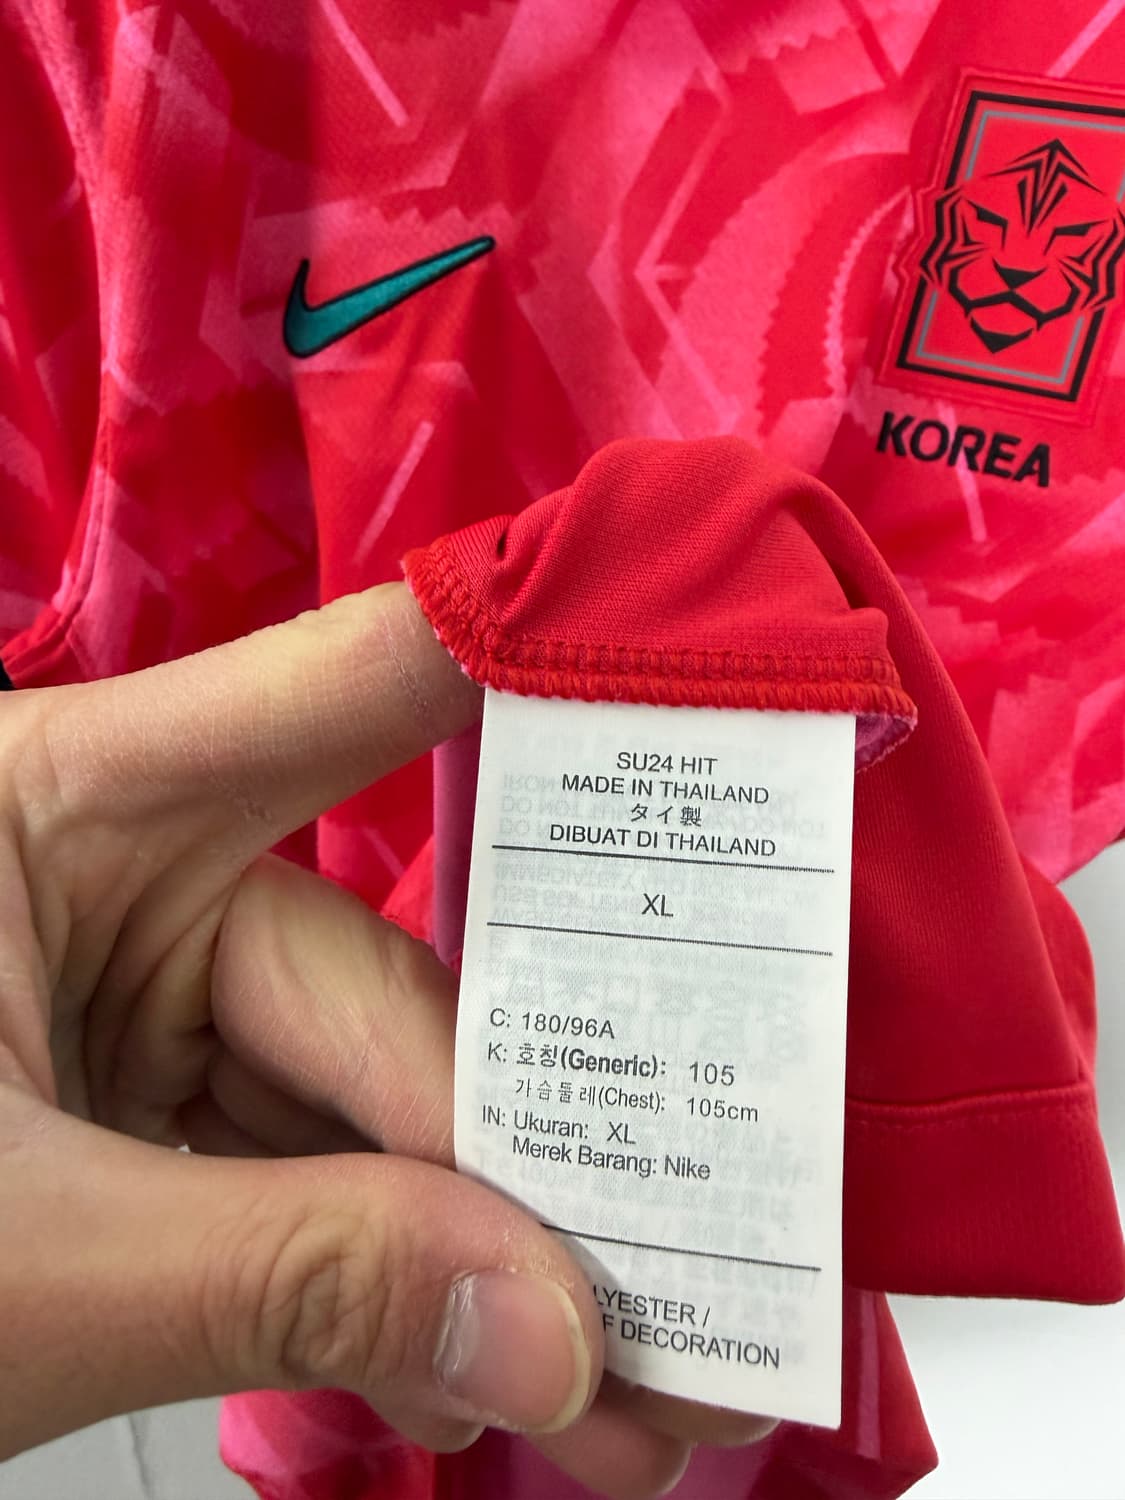 KOREA
SU24 HIT
MADE IN THAILAND
タイ製
DIBUAT DI THAILAND
XL
C: 180/96A
K: 호칭(Generic): 105
가슴둘레(Chest): 105cm
IN: Ukuran: XL
Merek Barang: Nike
LYESTER /
F DECORATION